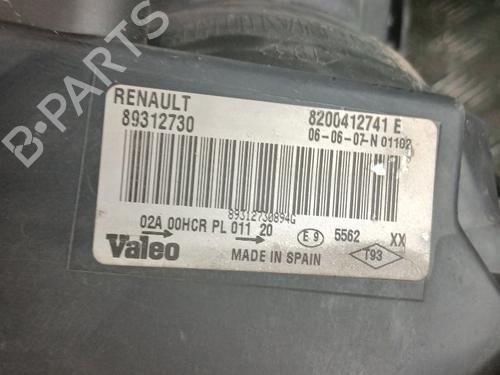 RENAULT
89312730
8200412741 E
06-06-07-N 01102
89312730894G
02A 00HCR PL 011 20
E 9 5562 XX
Valeo
MADE IN SPAIN
T93
B-PARTS